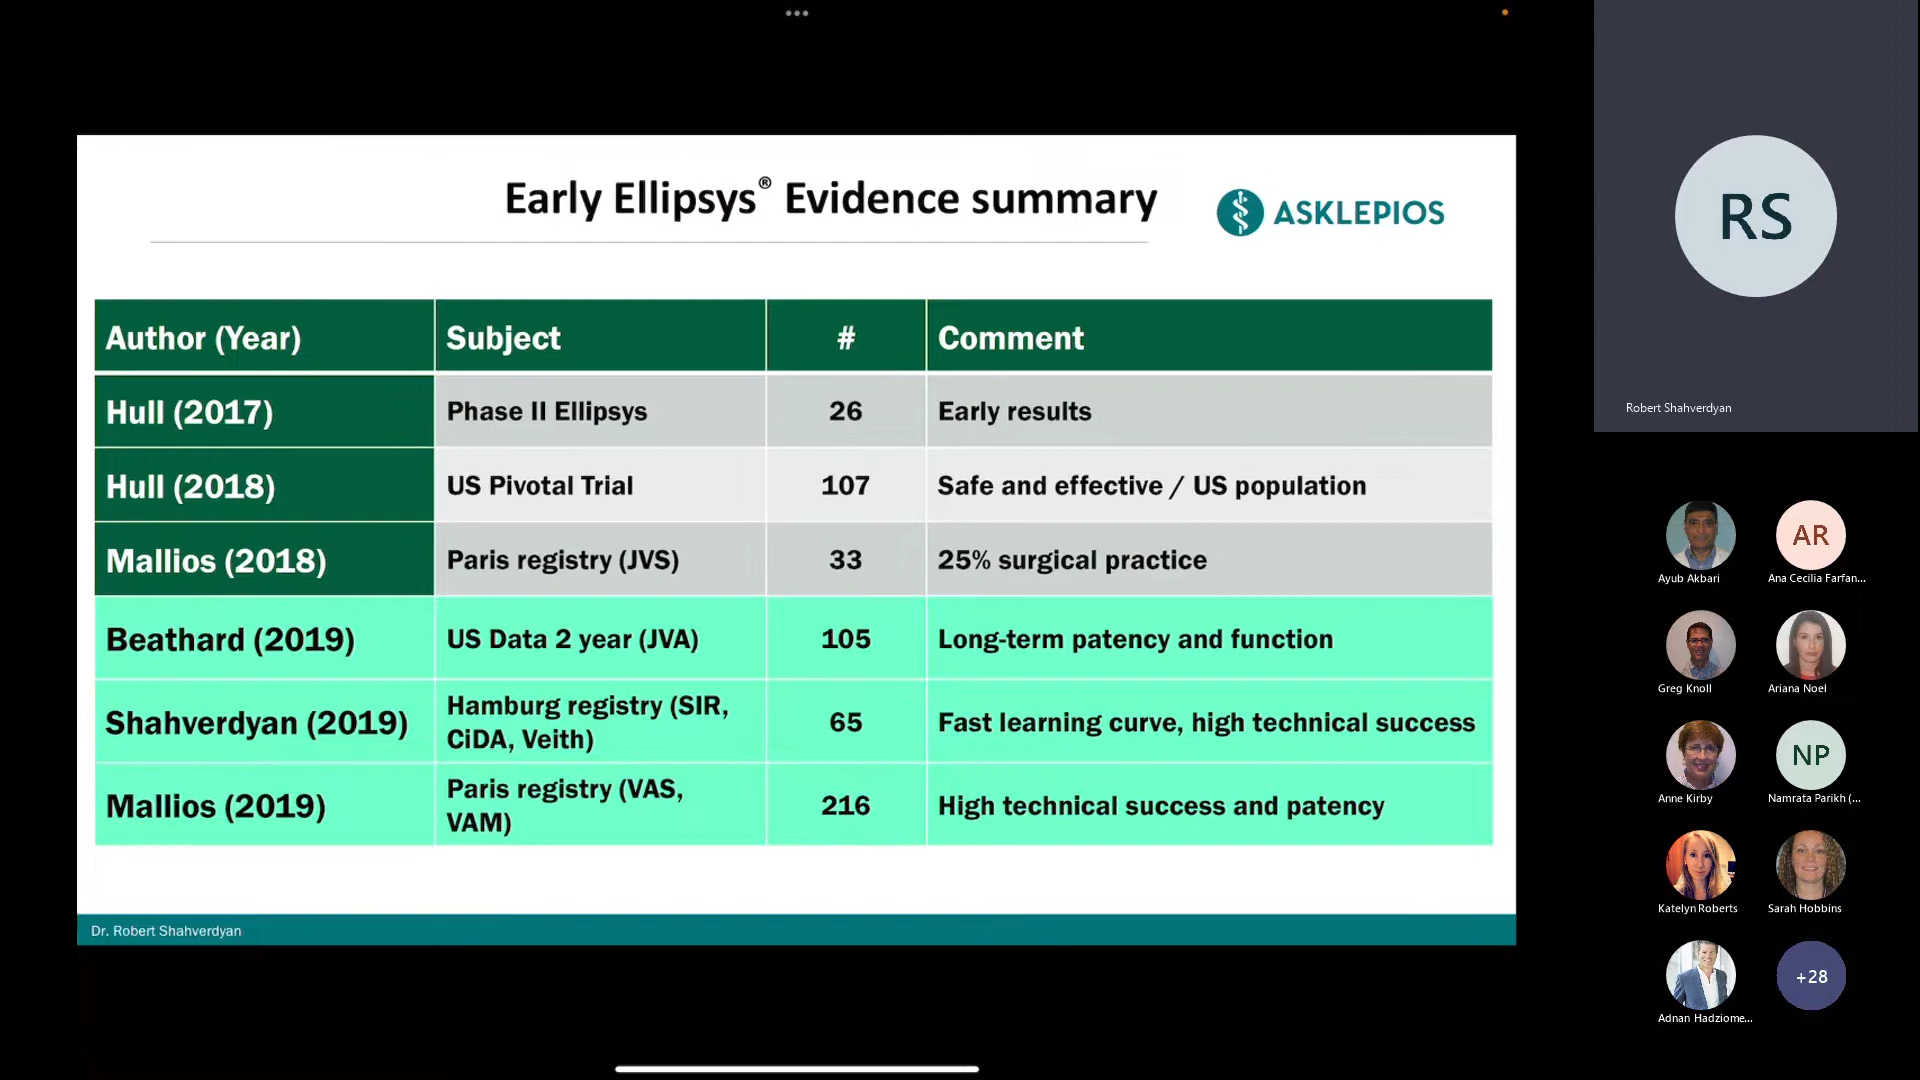 Early Ellipsys® Evidence summary
ASKLEPIOS
Author (Year) Subject # Comment
Hull (2017) Phase II Ellipsys 26 Early results
Hull (2018) US Pivotal Trial 107 Safe and effective / US population
Mallios (2018) Paris registry (JVS) 33 25% surgical practice
Beathard (2019) US Data 2 year (JVA) 105 Long-term patency and function
Shahverdyan (2019) Hamburg registry (SIR, CiDA, Veith) 65 Fast learning curve, high technical success
Mallios (2019) Paris registry (VAS, VAM) 216 High technical success and patency
Dr. Robert Shahverdyan
RS
Robert Shahverdyan
AR
Ayub Akbari Ana Cecilia Farfan...
Greg Knoll Ariana Noel
NP
Anne Kirby Namrata Parikh (...
Katelyn Roberts Sarah Hobbins
+28
Adnan Hadziome...